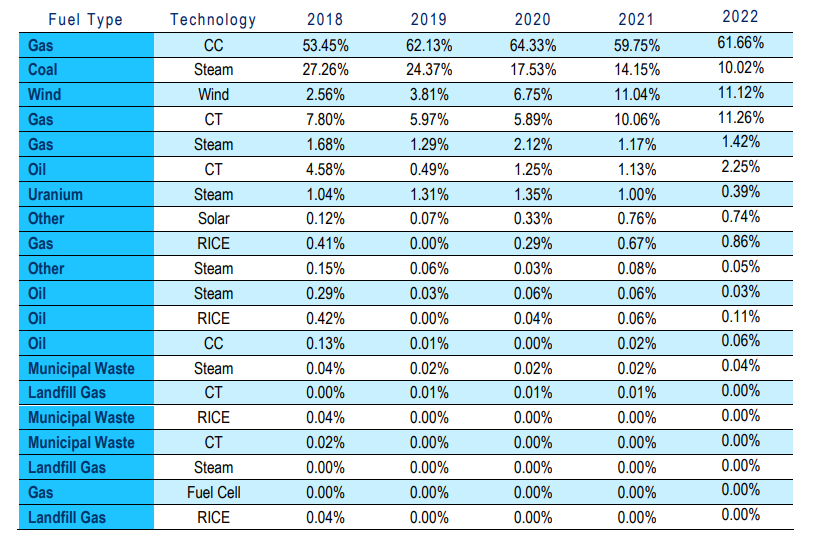 Fuel Type Technology 2018 2019 2020 2021 2022
Gas CC 53.45% 62.13% 64.33% 59.75% 61.66%
Coal Steam 27.26% 24.37% 17.53% 14.15% 10.02%
Wind Wind 2.56% 3.81% 6.75% 11.04% 11.12%
Gas CT 7.80% 5.97% 5.89% 10.06% 11.26%
Gas Steam 1.68% 1.29% 2.12% 1.17% 1.42%
Oil CT 4.58% 0.49% 1.25% 1.13% 2.25%
Uranium Steam 1.04% 1.31% 1.35% 1.00% 0.39%
Other Solar 0.12% 0.07% 0.33% 0.76% 0.74%
Gas RICE 0.41% 0.00% 0.29% 0.67% 0.86%
Other Steam 0.15% 0.06% 0.03% 0.08% 0.05%
Oil Steam 0.29% 0.03% 0.06% 0.06% 0.03%
Oil RICE 0.42% 0.00% 0.04% 0.06% 0.11%
Oil CC 0.13% 0.01% 0.00% 0.02% 0.06%
Municipal Waste Steam 0.04% 0.02% 0.02% 0.02% 0.04%
Landfill Gas CT 0.00% 0.01% 0.01% 0.01% 0.00%
Municipal Waste RICE 0.04% 0.00% 0.00% 0.00% 0.00%
Municipal Waste CT 0.02% 0.00% 0.00% 0.00% 0.00%
Landfill Gas Steam 0.00% 0.00% 0.00% 0.00% 0.00%
Gas Fuel Cell 0.00% 0.00% 0.00% 0.00% 0.00%
Landfill Gas RICE 0.04% 0.00% 0.00% 0.00% 0.00%